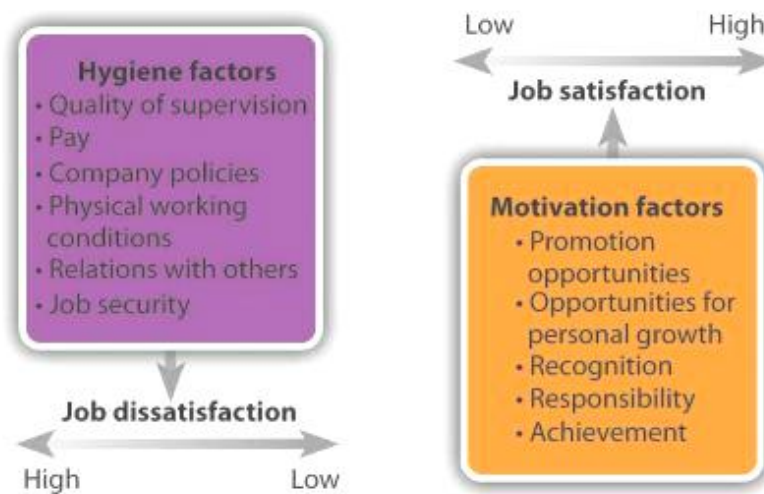 Hygiene factors
• Quality of supervision
• Pay
• Company policies
• Physical working
conditions
• Relations with others
• Job security
Job dissatisfaction
High Low
Low High
Job satisfaction
Motivation factors
• Promotion
opportunities
• Opportunities for
personal growth
• Recognition
• Responsibility
• Achievement